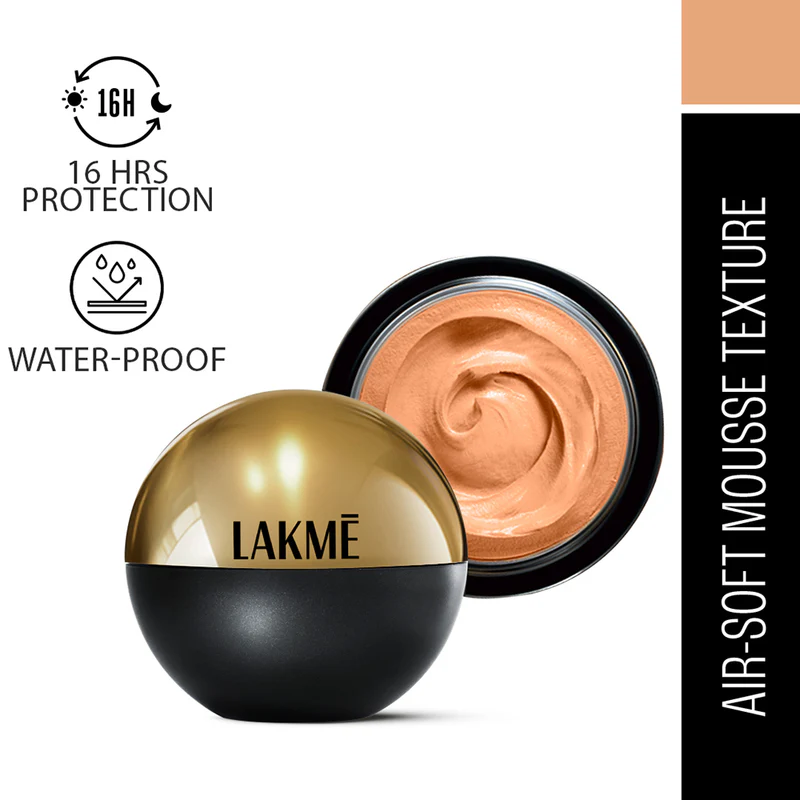 16H
16 HRS
PROTECTION
WATER-PROOF
LAKMĒ
AIR-SOFT MOUSSE TEXTURE